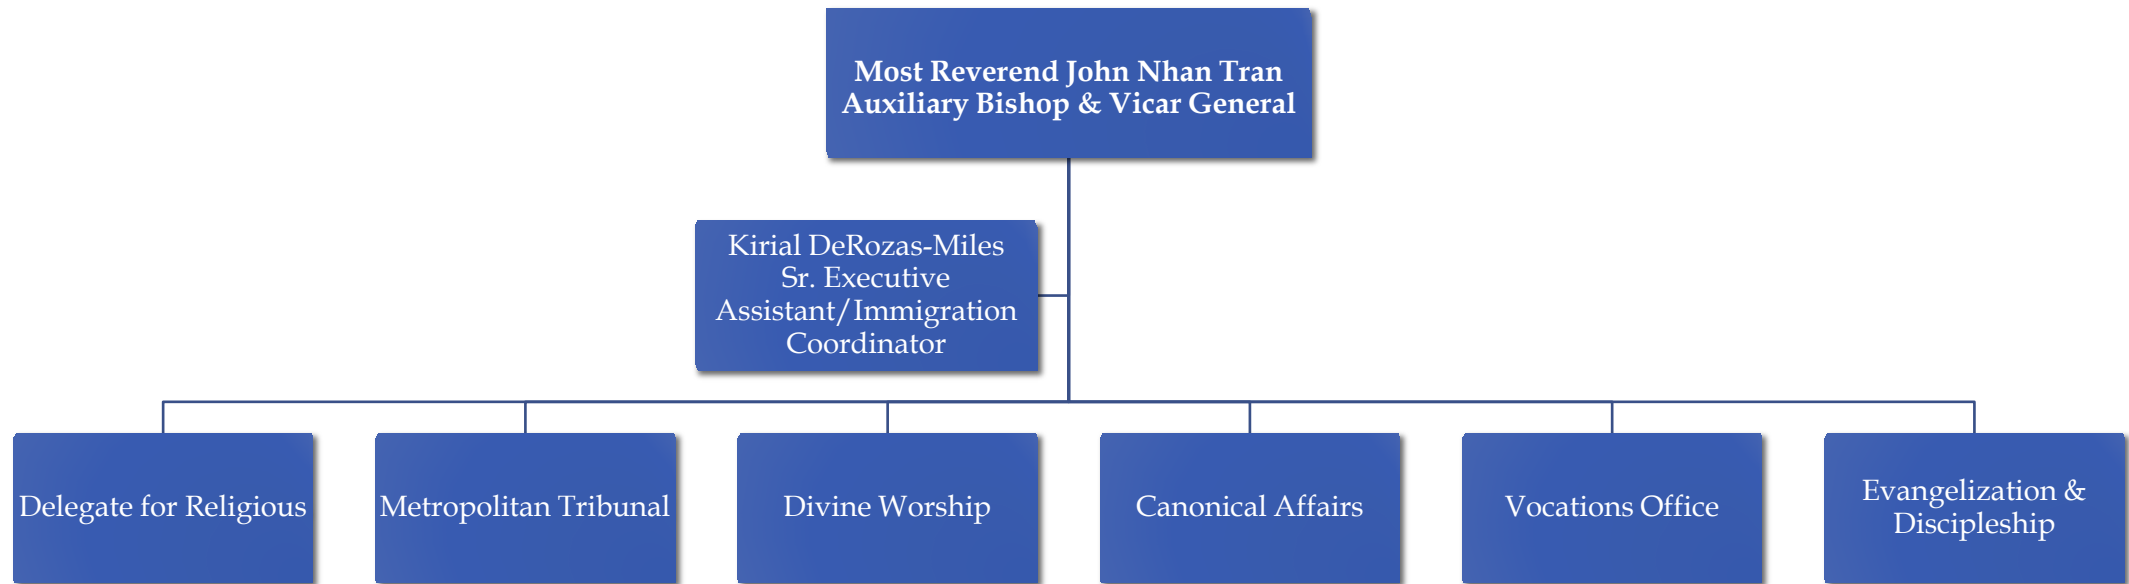 Most Reverend John Nhan Tran
Auxiliary Bishop & Vicar General
Kirial DeRozas-Miles
Sr. Executive
Assistant/Immigration
Coordinator
Delegate for Religious
Metropolitan Tribunal
Divine Worship
Canonical Affairs
Vocations Office
Evangelization &
Discipleship